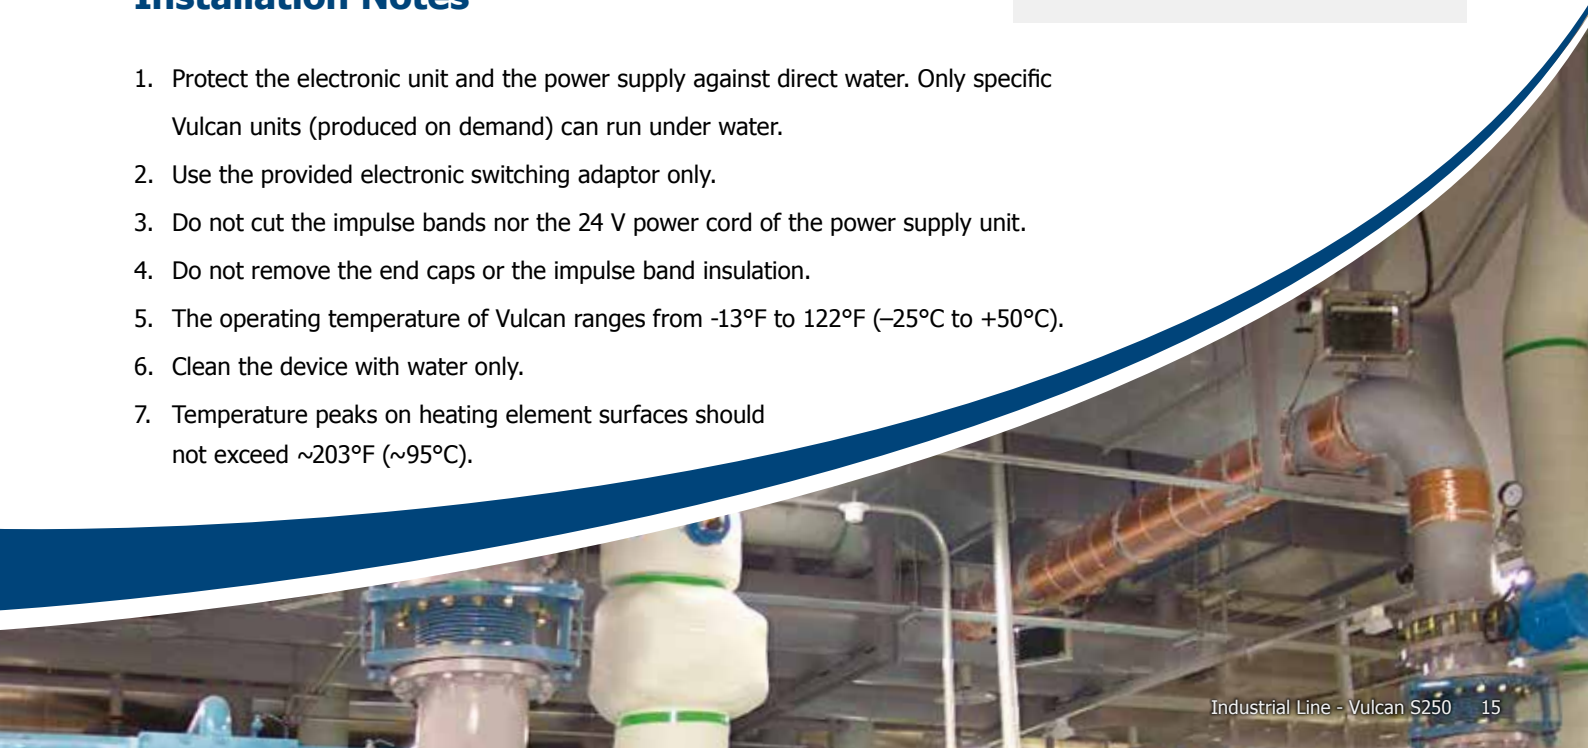 Installation Notes
1. Protect the electronic unit and the power supply against direct water. Only specific
Vulcan units (produced on demand) can run under water.
2. Use the provided electronic switching adaptor only.
3. Do not cut the impulse bands nor the 24 V power cord of the power supply unit.
4. Do not remove the end caps or the impulse band insulation.
5. The operating temperature of Vulcan ranges from -13°F to 122°F (–25°C to +50°C).
6. Clean the device with water only.
7. Temperature peaks on heating element surfaces should
not exceed ~203°F (~95°C).
Industrial Line - Vulcan S250 15